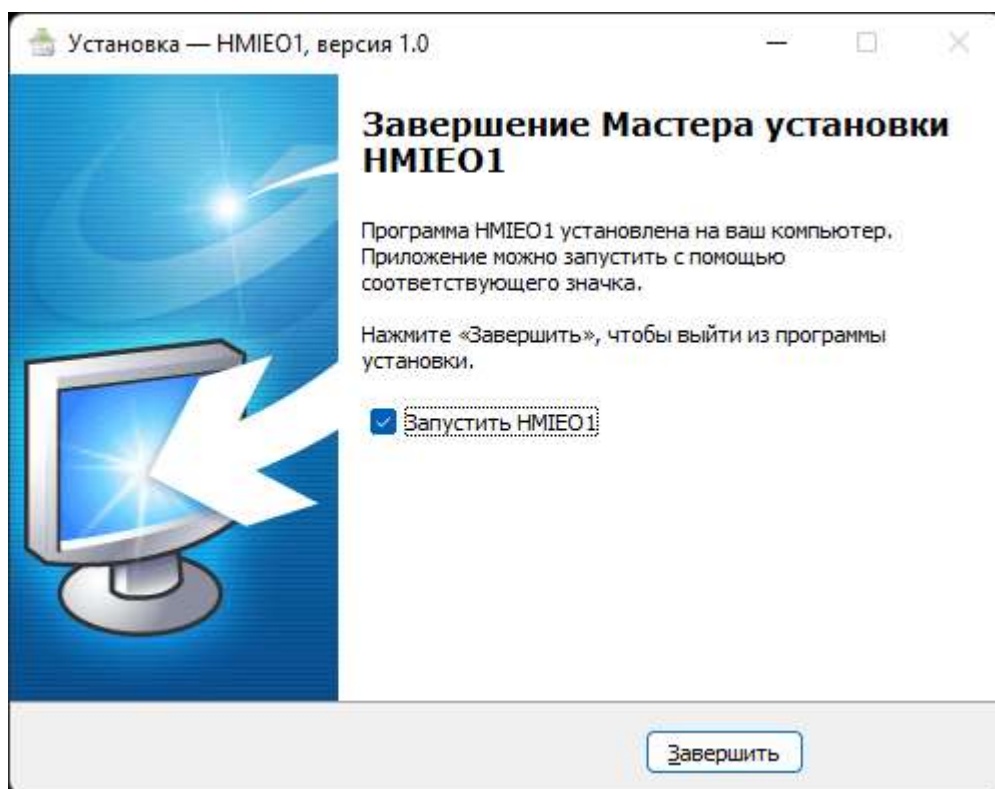 Установка — HMIEO1, версия 1.0
Завершение Мастера установки
HMIEO1
Программа HMIEO1 установлена на ваш компьютер.
Приложение можно запустить с помощью
соответствующего значка.
Нажмите «Завершить», чтобы выйти из программы
установки.
Запустить HMIEO1
Завершить